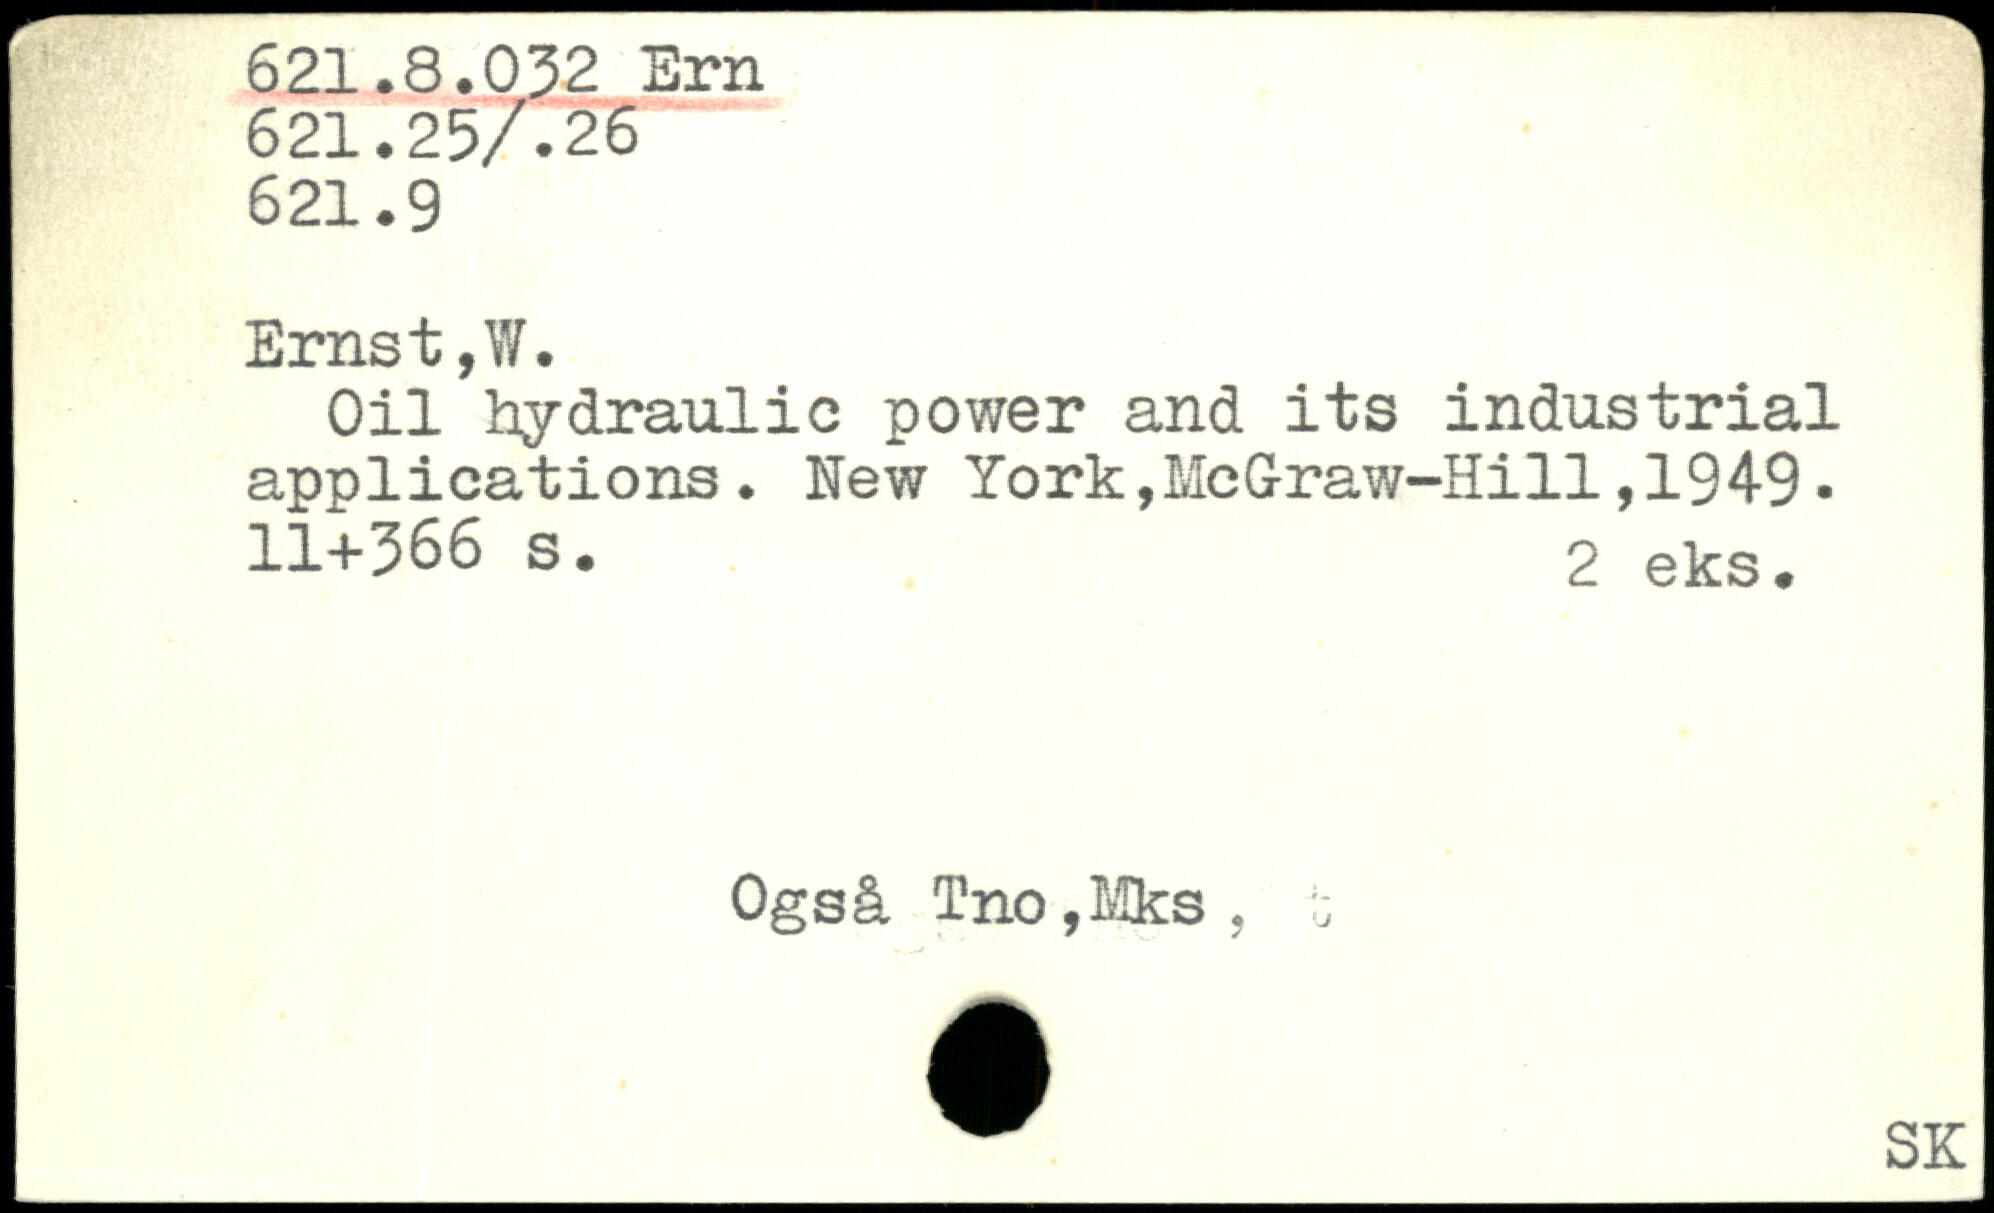 621.8.032 Ern
621.25/.26
621.9
Ernst,W.
Oil hydraulic power and its industrial
applications. New York,McGraw-Hill,1949.
11+366 s.
2 eks.
Også Tno,Mks,
SK